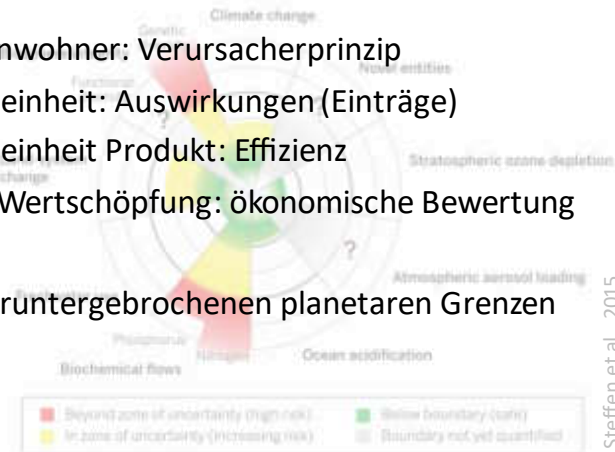 Climate change
Genetic
nwohner: Verursacherprinzip
Novel entities
Functional
?
?
einheit: Auswirkungen (Einträge)
einheit Produkt: Effizienz
Stratospheric ozone depletion
change
Wertschöpfung: ökonomische Bewertung
?
Atmospheric aerosol loading
runtergebrochenen planetaren Grenzen
Phosphorus
Nitrogen
Ocean acidification
Biochemical flows
Beyond zone of uncertainty (high risk)
Below boundary (safe)
In zone of uncertainty (increasing risk)
Boundary not yet quantified
Steffen et al., 2015